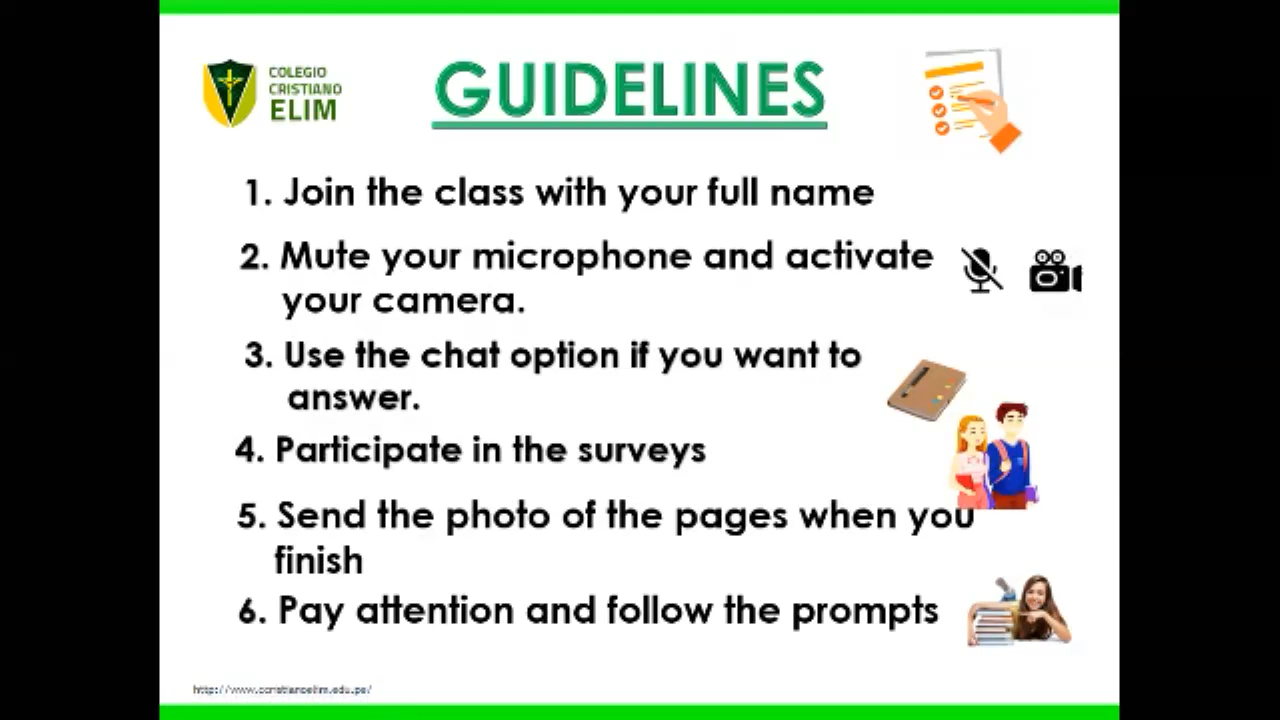 COLEGIO
CRISTIANO
ELIM
GUIDELINES
1. Join the class with your full name
2. Mute your microphone and activate
your camera.
3. Use the chat option if you want to
answer.
4. Participate in the surveys
5. Send the photo of the pages when you
finish
6. Pay attention and follow the prompts